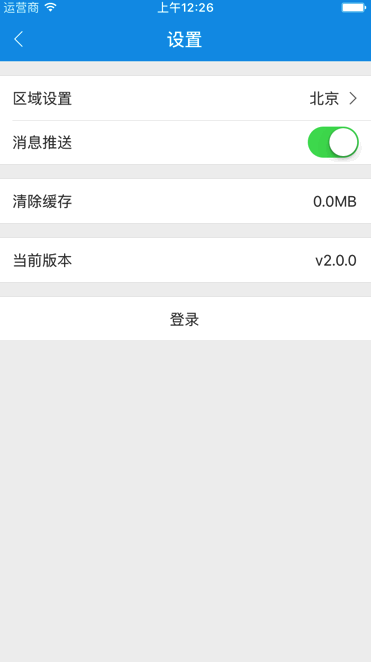 运营商 上午12:26
设置
区域设置 北京
消息推送
清除缓存 0.0MB
当前版本 v2.0.0
登录